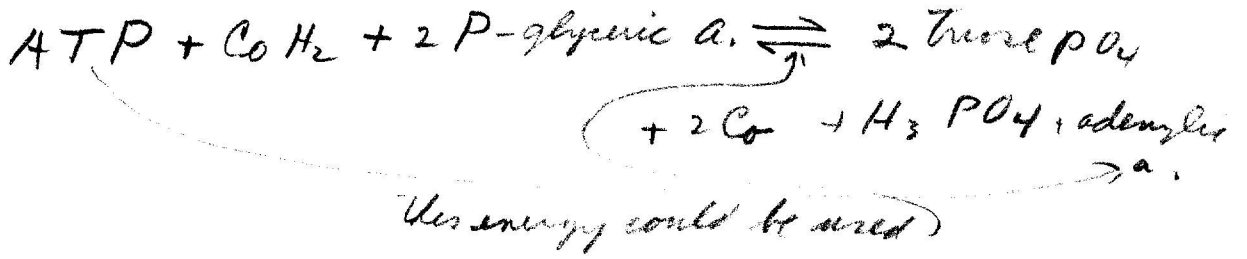 ATP + CoH₂ + 2 P-glyceric a. ⇌ 2 Triose PO₄
+ 2 Co + H₃PO₄ + adenylic
a.
this energy could be used